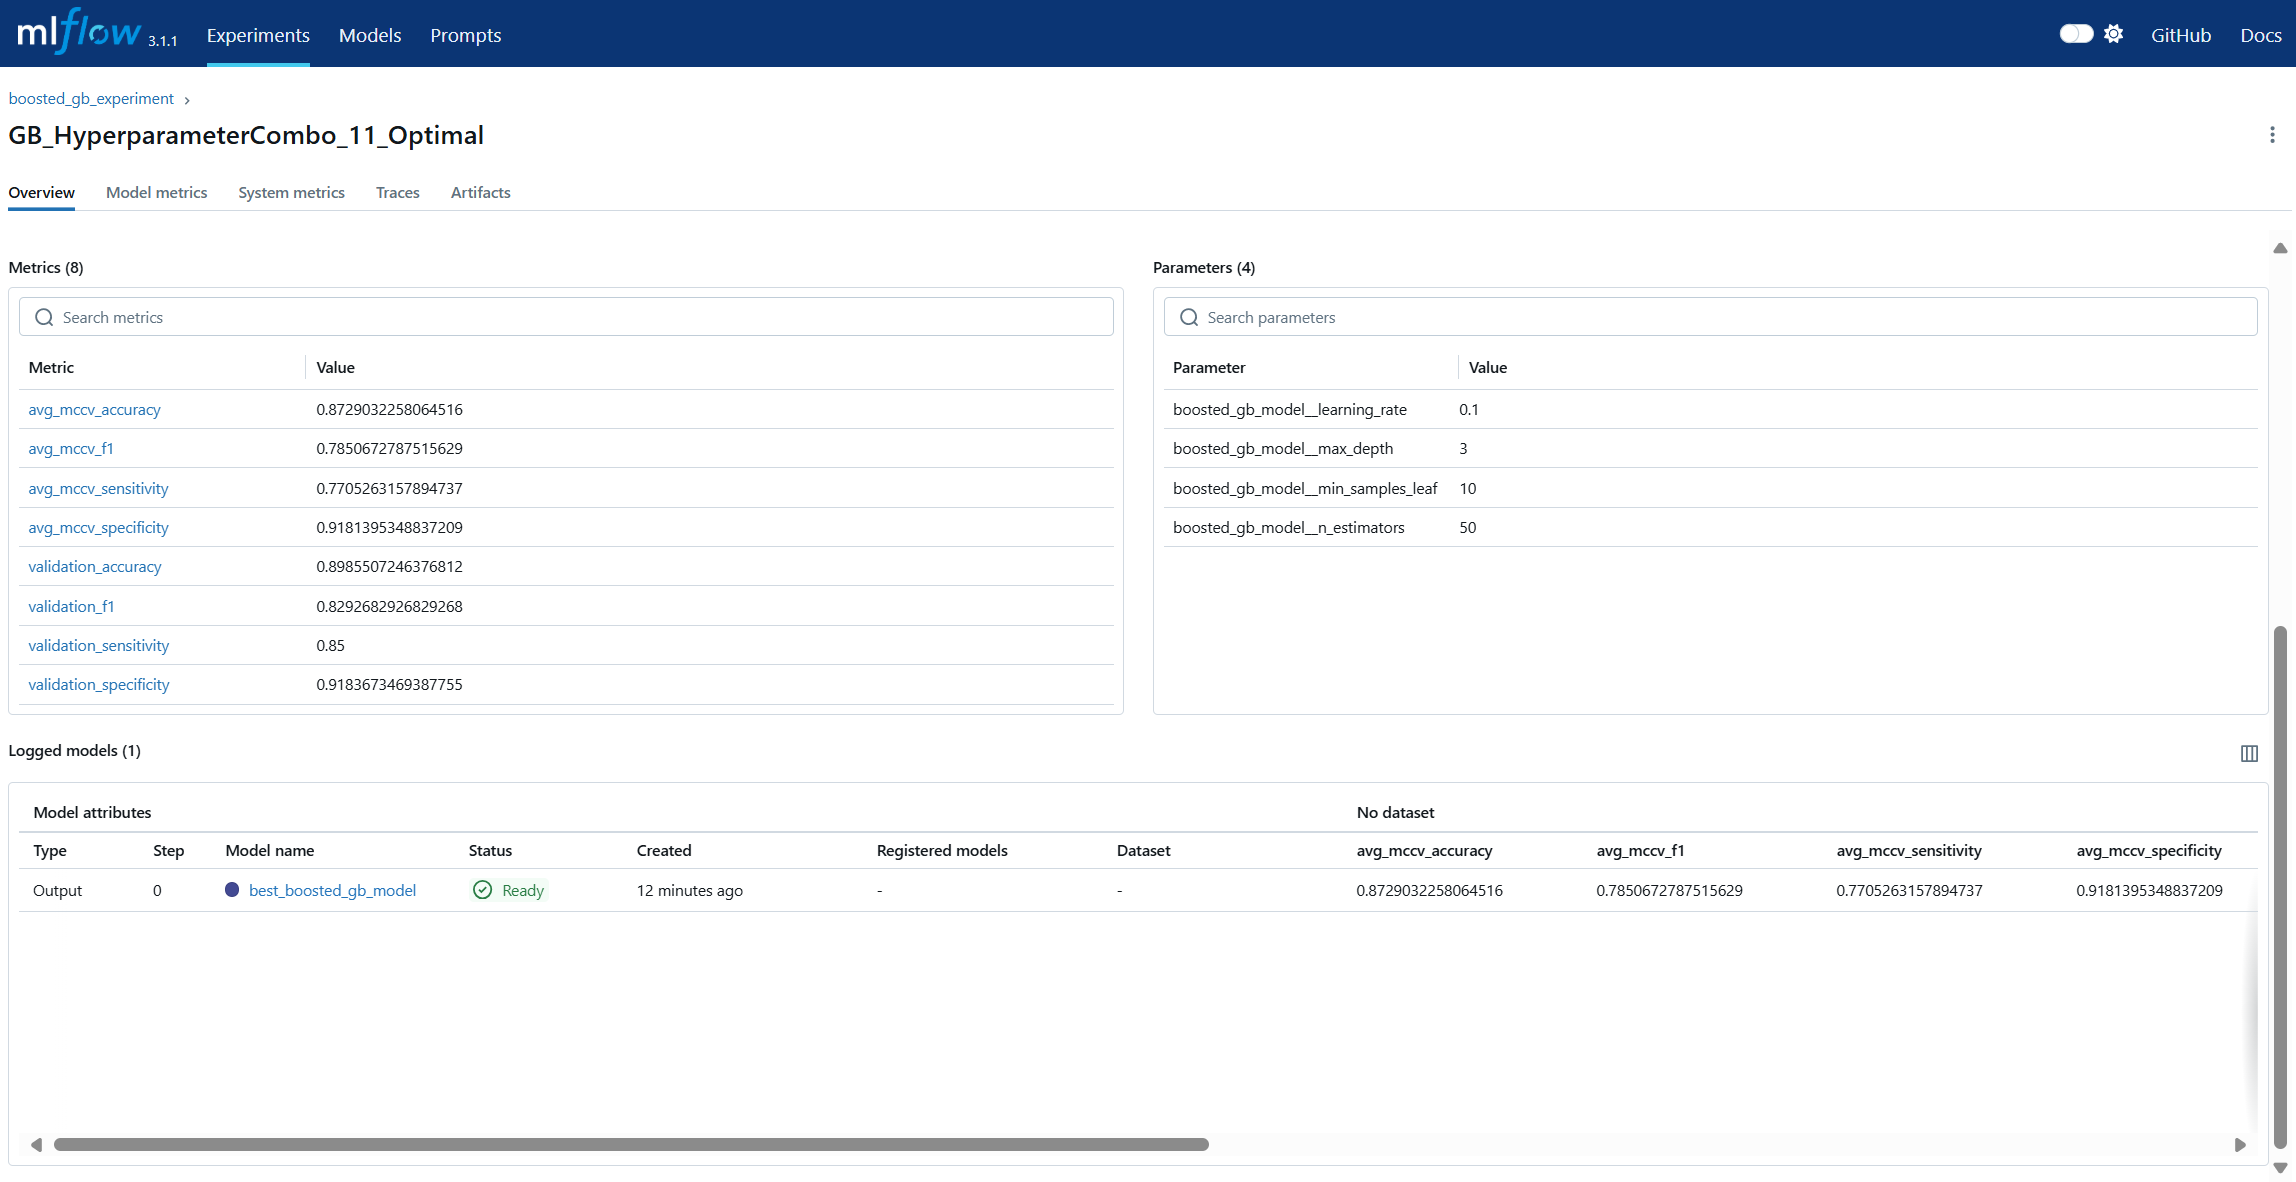 mlflow 3.1.1 Experiments Models Prompts GitHub Docs
boosted_gb_experiment ›
GB_HyperparameterCombo_11_Optimal
Overview Model metrics System metrics Traces Artifacts
Metrics (8)
Search metrics
Metric Value
avg_mccv_accuracy 0.8729032258064516
avg_mccv_f1 0.7850672787515629
avg_mccv_sensitivity 0.7705263157894737
avg_mccv_specificity 0.9181395348837209
validation_accuracy 0.8985507246376812
validation_f1 0.8292682926829268
validation_sensitivity 0.85
validation_specificity 0.9183673469387755
Parameters (4)
Search parameters
Parameter Value
boosted_gb_model__learning_rate 0.1
boosted_gb_model__max_depth 3
boosted_gb_model__min_samples_leaf 10
boosted_gb_model__n_estimators 50
Logged models (1)
Model attributes No dataset
Type Step Model name Status Created Registered models Dataset avg_mccv_accuracy avg_mccv_f1 avg_mccv_sensitivity avg_mccv_specificity
Output 0 best_boosted_gb_model Ready 12 minutes ago - - 0.8729032258064516 0.7850672787515629 0.7705263157894737 0.9181395348837209